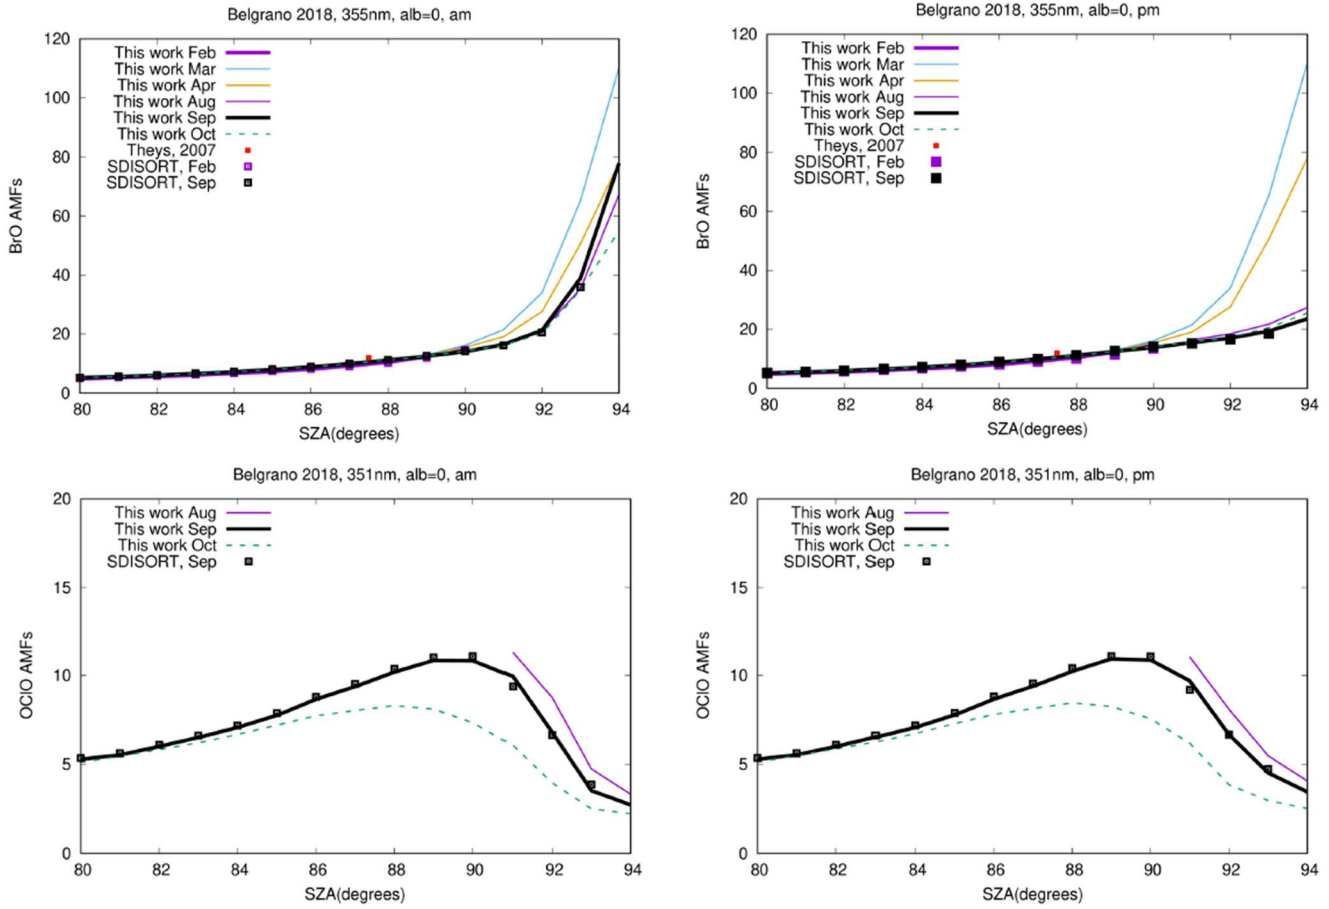 Belgrano 2018, 355nm, alb=0, am
BrO AMFs
120
100
80
60
40
20
0
This work Feb
This work Mar
This work Apr
This work Aug
This work Sep
This work Oct
Theys, 2007
SDISORT, Feb
SDISORT, Sep
80 82 84 86 88 90 92 94
SZA(degrees)
Belgrano 2018, 355nm, alb=0, pm
BrO AMFs
120
100
80
60
40
20
0
This work Feb
This work Mar
This work Apr
This work Aug
This work Sep
This work Oct
Theys, 2007
SDISORT, Feb
SDISORT, Sep
80 82 84 86 88 90 92 94
SZA(degrees)
Belgrano 2018, 351nm, alb=0, am
OClO AMFs
20
15
10
5
0
This work Aug
This work Sep
This work Oct
SDISORT, Sep
80 82 84 86 88 90 92 94
SZA(degrees)
Belgrano 2018, 351nm, alb=0, pm
OClO AMFs
20
15
10
5
0
This work Aug
This work Sep
This work Oct
SDISORT, Sep
80 82 84 86 88 90 92 94
SZA(degrees)